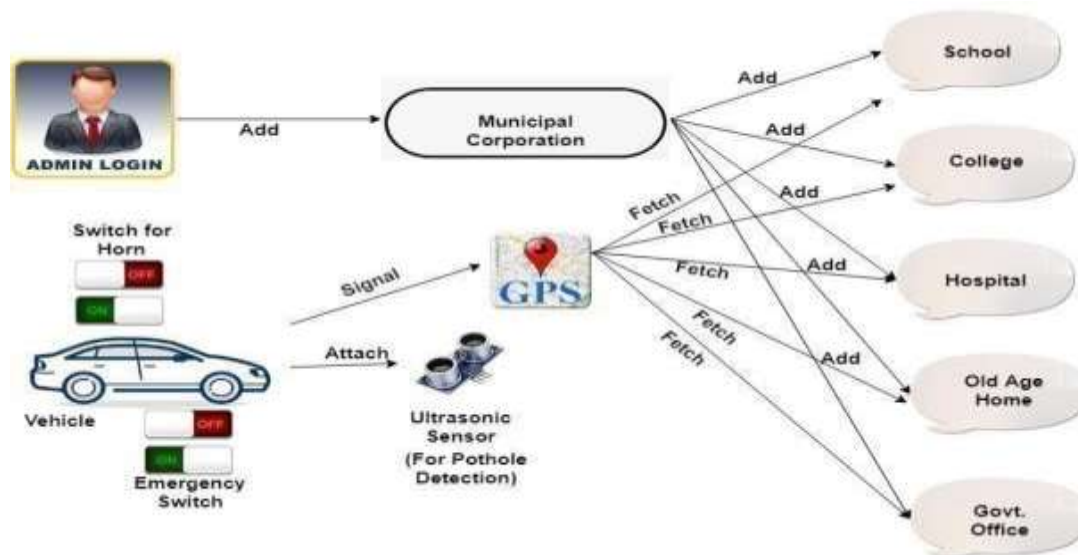 School
Add
ADMIN LOGIN
Add
Municipal
Corporation
Add
College
Fetch
Add
Switch for
Horn
OFF
ON
Signal
GPS
Fetch
Fetch
Add
Hospital
Attach
Fetch
Add
Old Age
Home
Vehicle
OFF
ON
Emergency
Switch
Ultrasonic
Sensor
(For Pothole
Detection)
Fetch
Govt.
Office